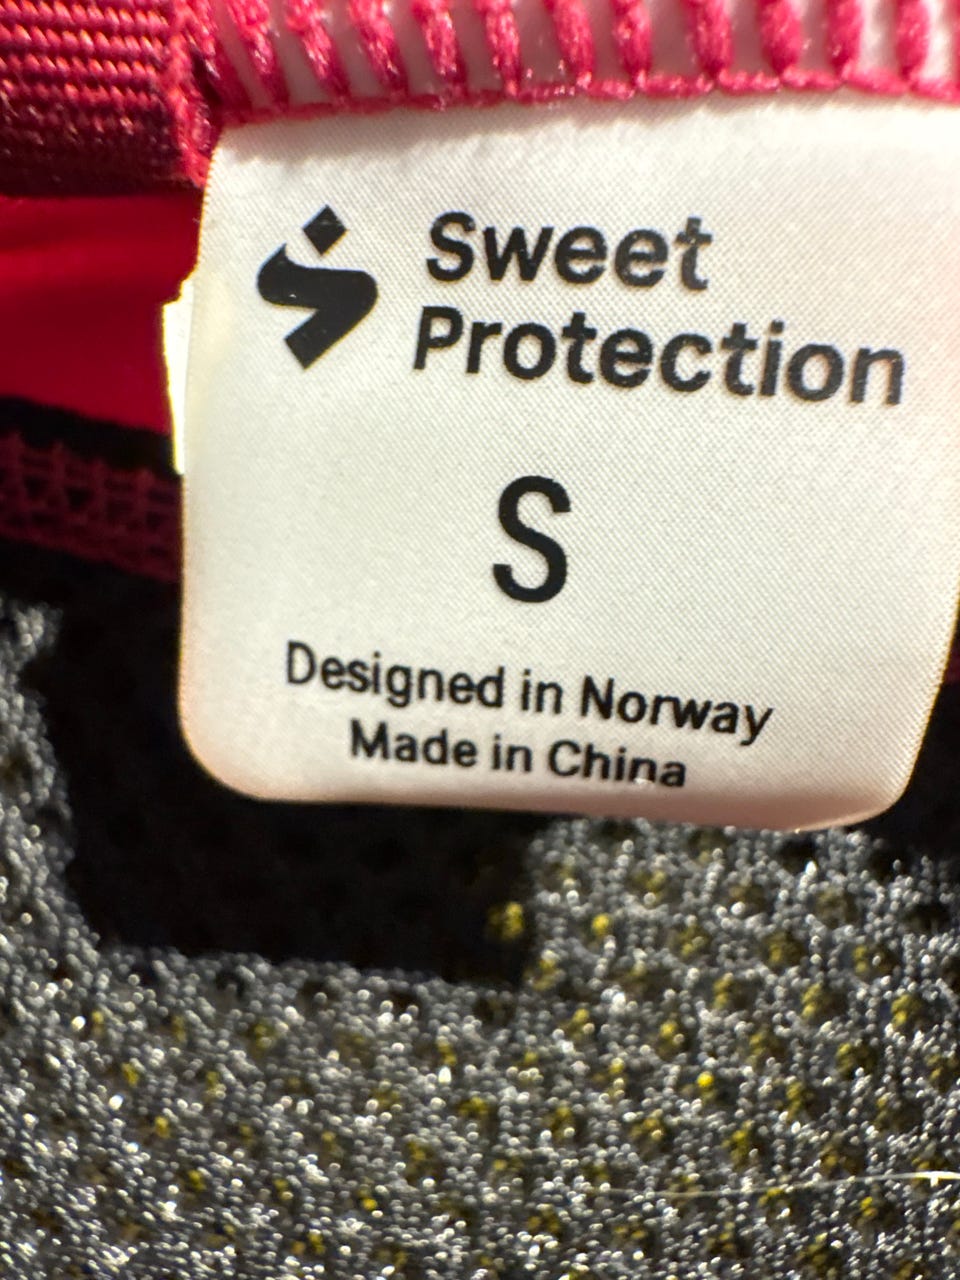 Sweet
Protection
S
Designed in Norway
Made in China